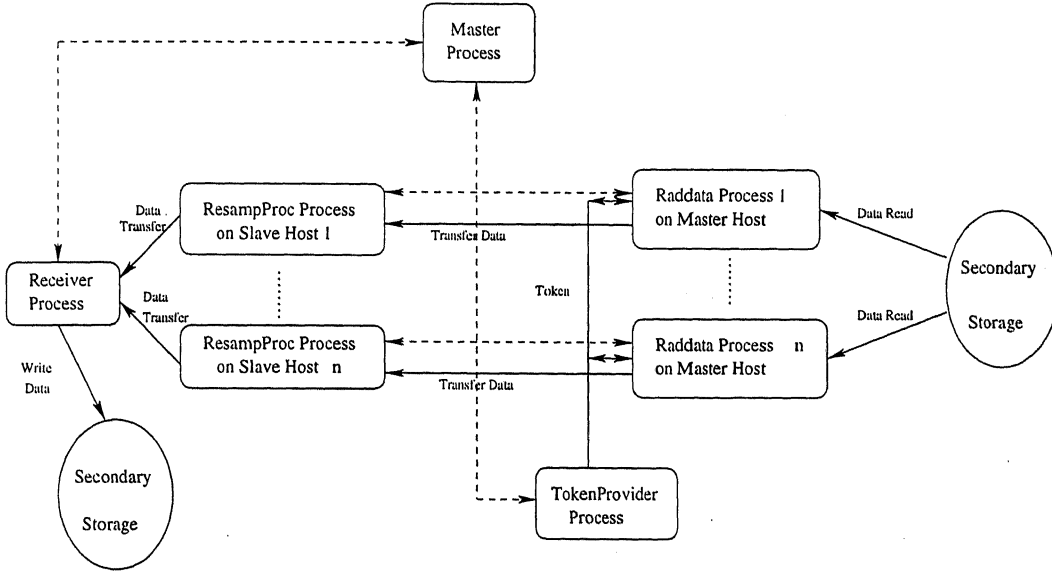 Master
Process
ResampProc Process
on Slave Host 1
Raddata Process 1
on Master Host
Data
Transfer
Transfer Data
Data Read
Receiver
Process
Token
Secondary
Storage
Data
Transfer
ResampProc Process
on Slave Host n
Raddata Process n
on Master Host
Data Read
Transfer Data
Write
Data
Secondary
Storage
TokenProvider
Process